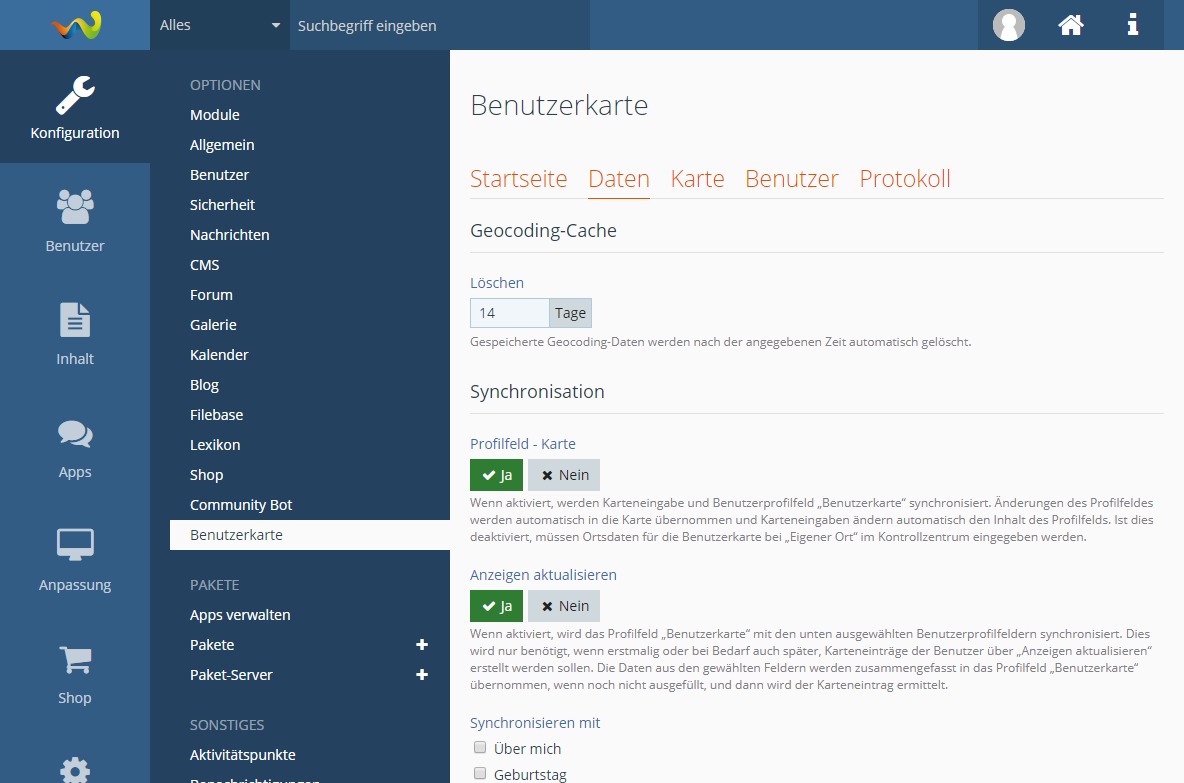 Alles
Suchbegriff eingeben
Konfiguration
Benutzer
Inhalt
Apps
Anpassung
Shop
OPTIONEN
Module
Allgemein
Benutzer
Sicherheit
Nachrichten
CMS
Forum
Galerie
Kalender
Blog
Filebase
Lexikon
Shop
Community Bot
Benutzerkarte
PAKETE
Apps verwalten
Pakete
Paket-Server
SONSTIGES
Aktivitätspunkte
Benachrichtigungen
Benutzerkarte
Startseite Daten Karte Benutzer Protokoll
Geocoding-Cache
Löschen
14 Tage
Gespeicherte Geocoding-Daten werden nach der angegebenen Zeit automatisch gelöscht.
Synchronisation
Profilfeld - Karte
Ja Nein
Wenn aktiviert, werden Karteneingabe und Benutzerprofilfeld „Benutzerkarte“ synchronisiert. Änderungen des Profilfeldes
werden automatisch in die Karte übernommen und Karteneingaben ändern automatisch den Inhalt des Profilfelds. Ist dies
deaktiviert, müssen Ortsdaten für die Benutzerkarte bei „Eigener Ort“ im Kontrollzentrum eingegeben werden.
Anzeigen aktualisieren
Ja Nein
Wenn aktiviert, wird das Profilfeld „Benutzerkarte“ mit den unten ausgewählten Benutzerprofilfeldern synchronisiert. Dies
wird nur benötigt, wenn erstmalig oder bei Bedarf auch später, Karteneinträge der Benutzer über „Anzeigen aktualisieren“
erstellt werden sollen. Die Daten aus den gewählten Feldern werden zusammengefasst in das Profilfeld „Benutzerkarte“
übernommen, wenn noch nicht ausgefüllt, und dann wird der Karteneintrag ermittelt.
Synchronisieren mit
Über mich
Geburtstag